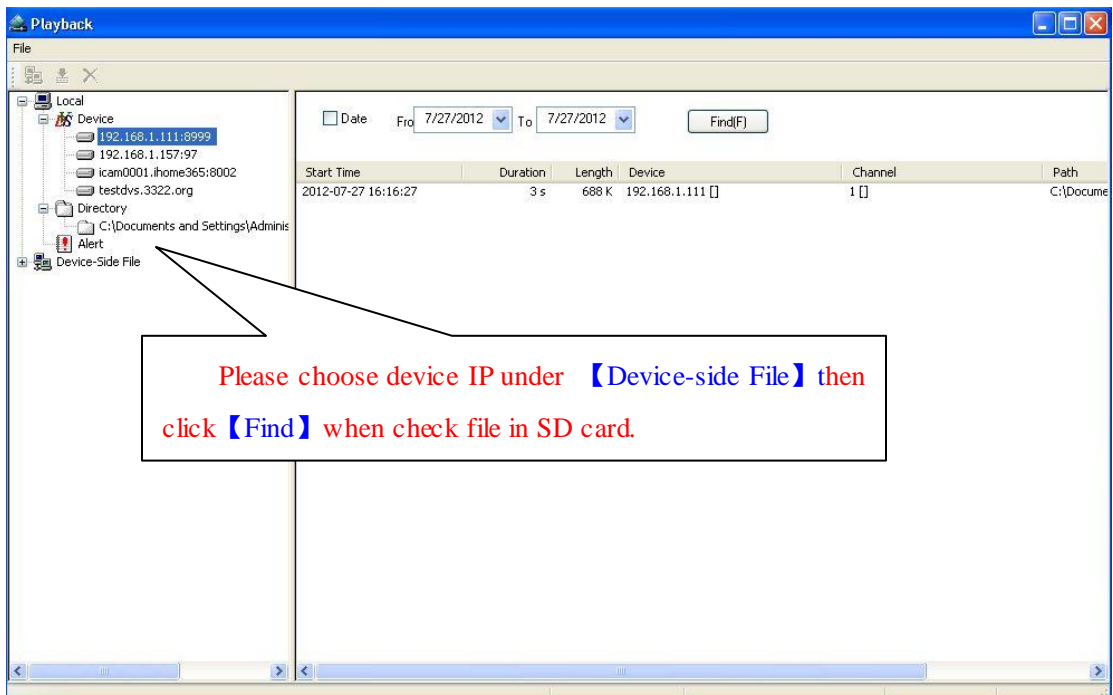 Playback
File
Local
Device
192.168.1.111:8999
192.168.1.157:97
icam0001.ihome365:8002
testdvs.3322.org
Directory
C:\Documents and Settings\Adminis
Alert
Device-Side File
Date Fro 7/27/2012 To 7/27/2012 Find(F)
Start Time Duration Length Device Channel Path
2012-07-27 16:16:27 3 s 688 K 192.168.1.111 [] 1 [] C:\Docume
Please choose device IP under 【Device-side File】then
click【Find】when check file in SD card.